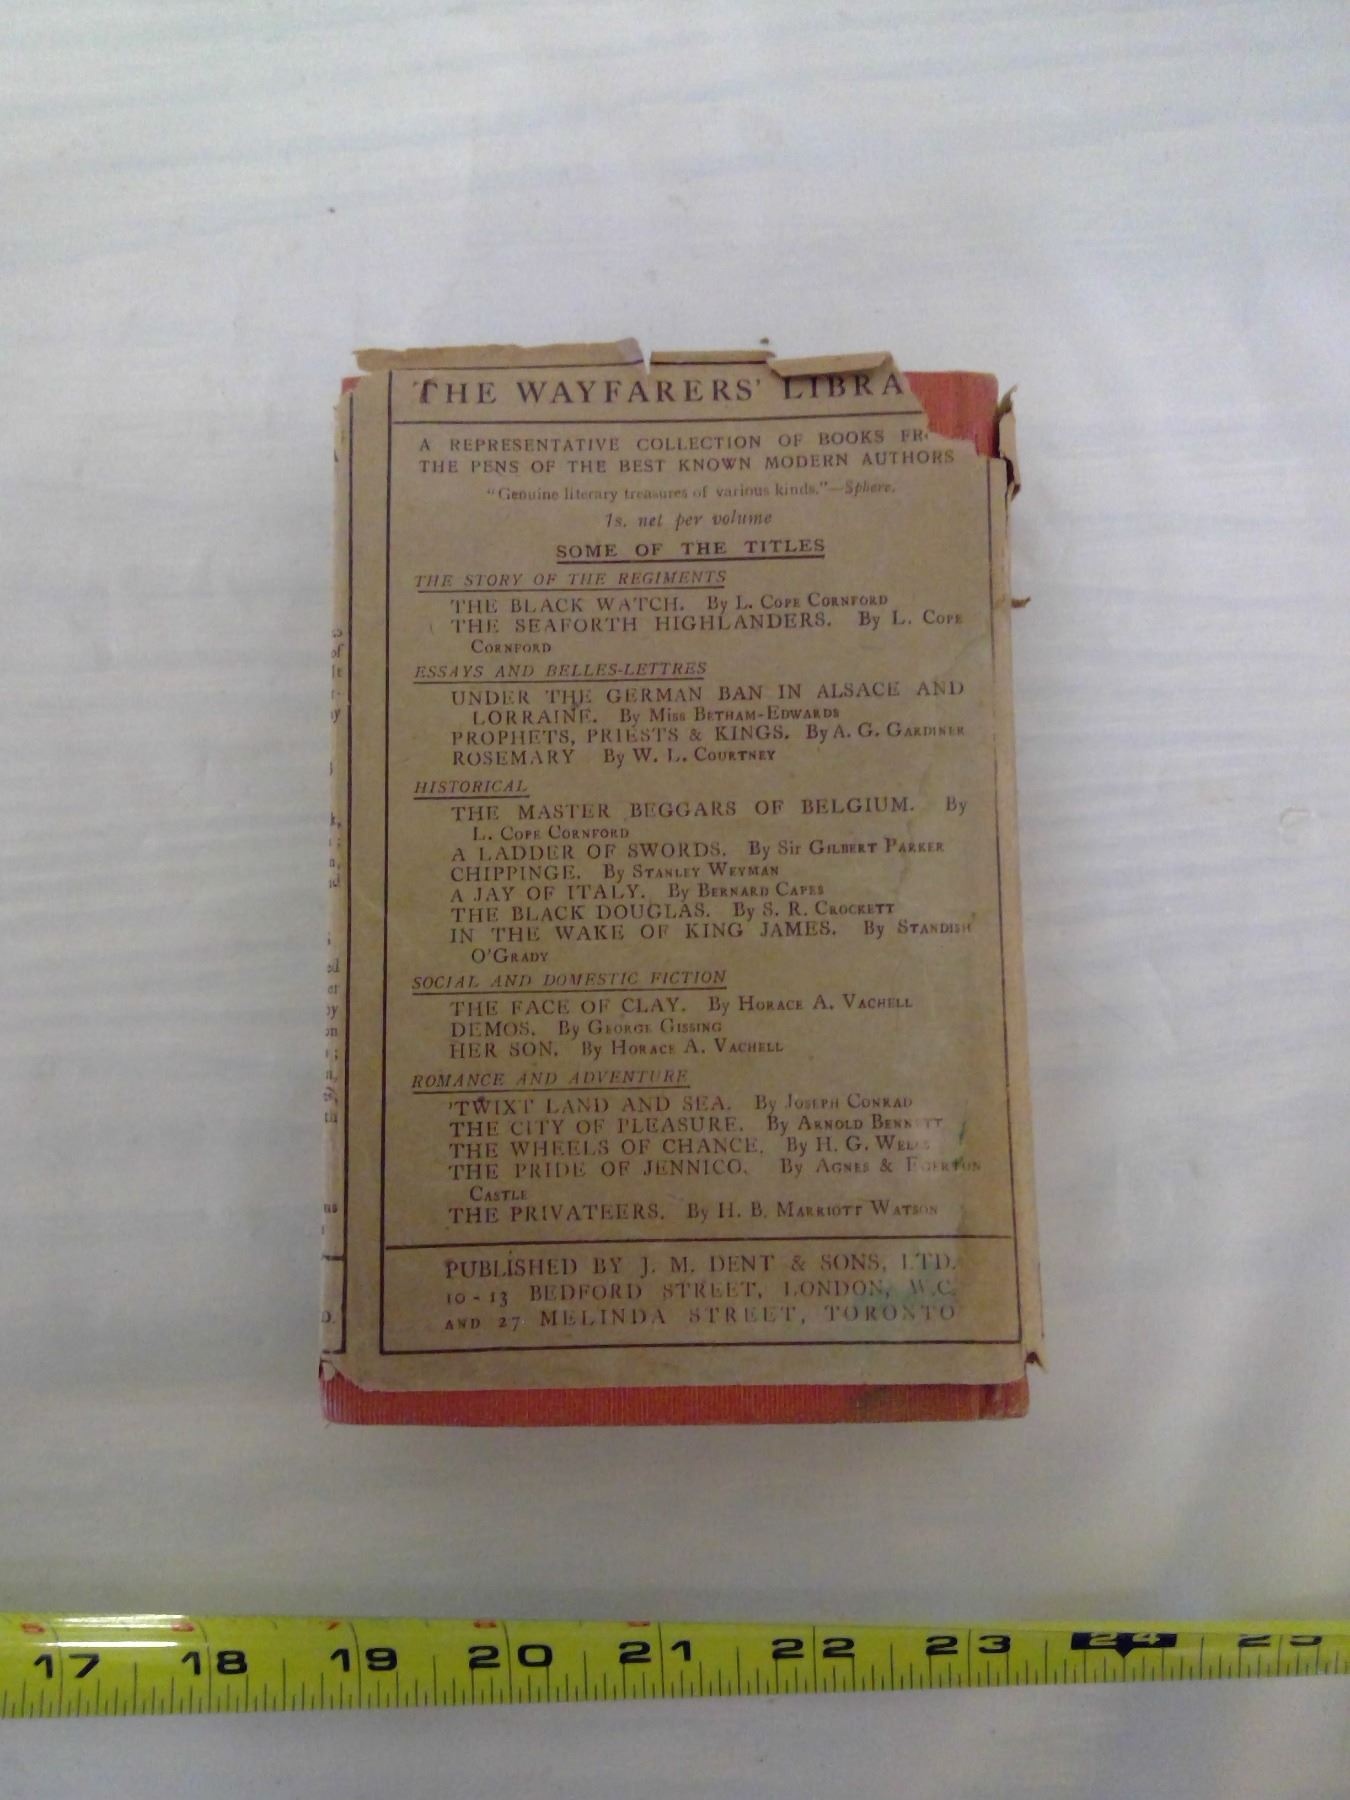 THE WAYFARERS' LIBRA
A REPRESENTATIVE COLLECTION OF BOOKS FR
THE PENS OF THE BEST KNOWN MODERN AUTHORS
"Genuine literary treasures of various kinds."—Sphere.
1s. net per volume
SOME OF THE TITLES
THE STORY OF THE REGIMENTS
THE BLACK WATCH. By L. COPE CORNFORD
THE SEAFORTH HIGHLANDERS. By L. COPE
CORNFORD
ESSAYS AND BELLES-LETTRES
UNDER THE GERMAN BAN IN ALSACE AND
LORRAINE. By MISS BETHAM-EDWARDS
PROPHETS, PRIESTS & KINGS. By A. G. GARDINER
ROSEMARY By W. L. COURTNEY
HISTORICAL
THE MASTER BEGGARS OF BELGIUM. By
L. COPE CORNFORD
A LADDER OF SWORDS. By Sir GILBERT PARKER
CHIPPINGE. By STANLEY WEYMAN
A JAY OF ITALY. By BERNARD CAPES
THE BLACK DOUGLAS. By S. R. CROCKETT
IN THE WAKE OF KING JAMES. By STANDISH
O'GRADY
SOCIAL AND DOMESTIC FICTION
THE FACE OF CLAY. By HORACE A. VACHELL
DEMOS. By GEORGE GISSING
HER SON. By HORACE A. VACHELL
ROMANCE AND ADVENTURE
'TWIXT LAND AND SEA. By JOSEPH CONRAD
THE CITY OF PLEASURE. By ARNOLD BENNETT
THE WHEELS OF CHANCE. By H. G. WELLS
THE PRIDE OF JENNICO. By AGNES & EGERTON
CASTLE
THE PRIVATEERS. By H. B. MARRIOTT WATSON
PUBLISHED BY J. M. DENT & SONS, LTD.
10-13 BEDFORD STREET, LONDON, W.C.
AND 27 MELINDA STREET, TORONTO
17 18 19 20 21 22 23 24 25